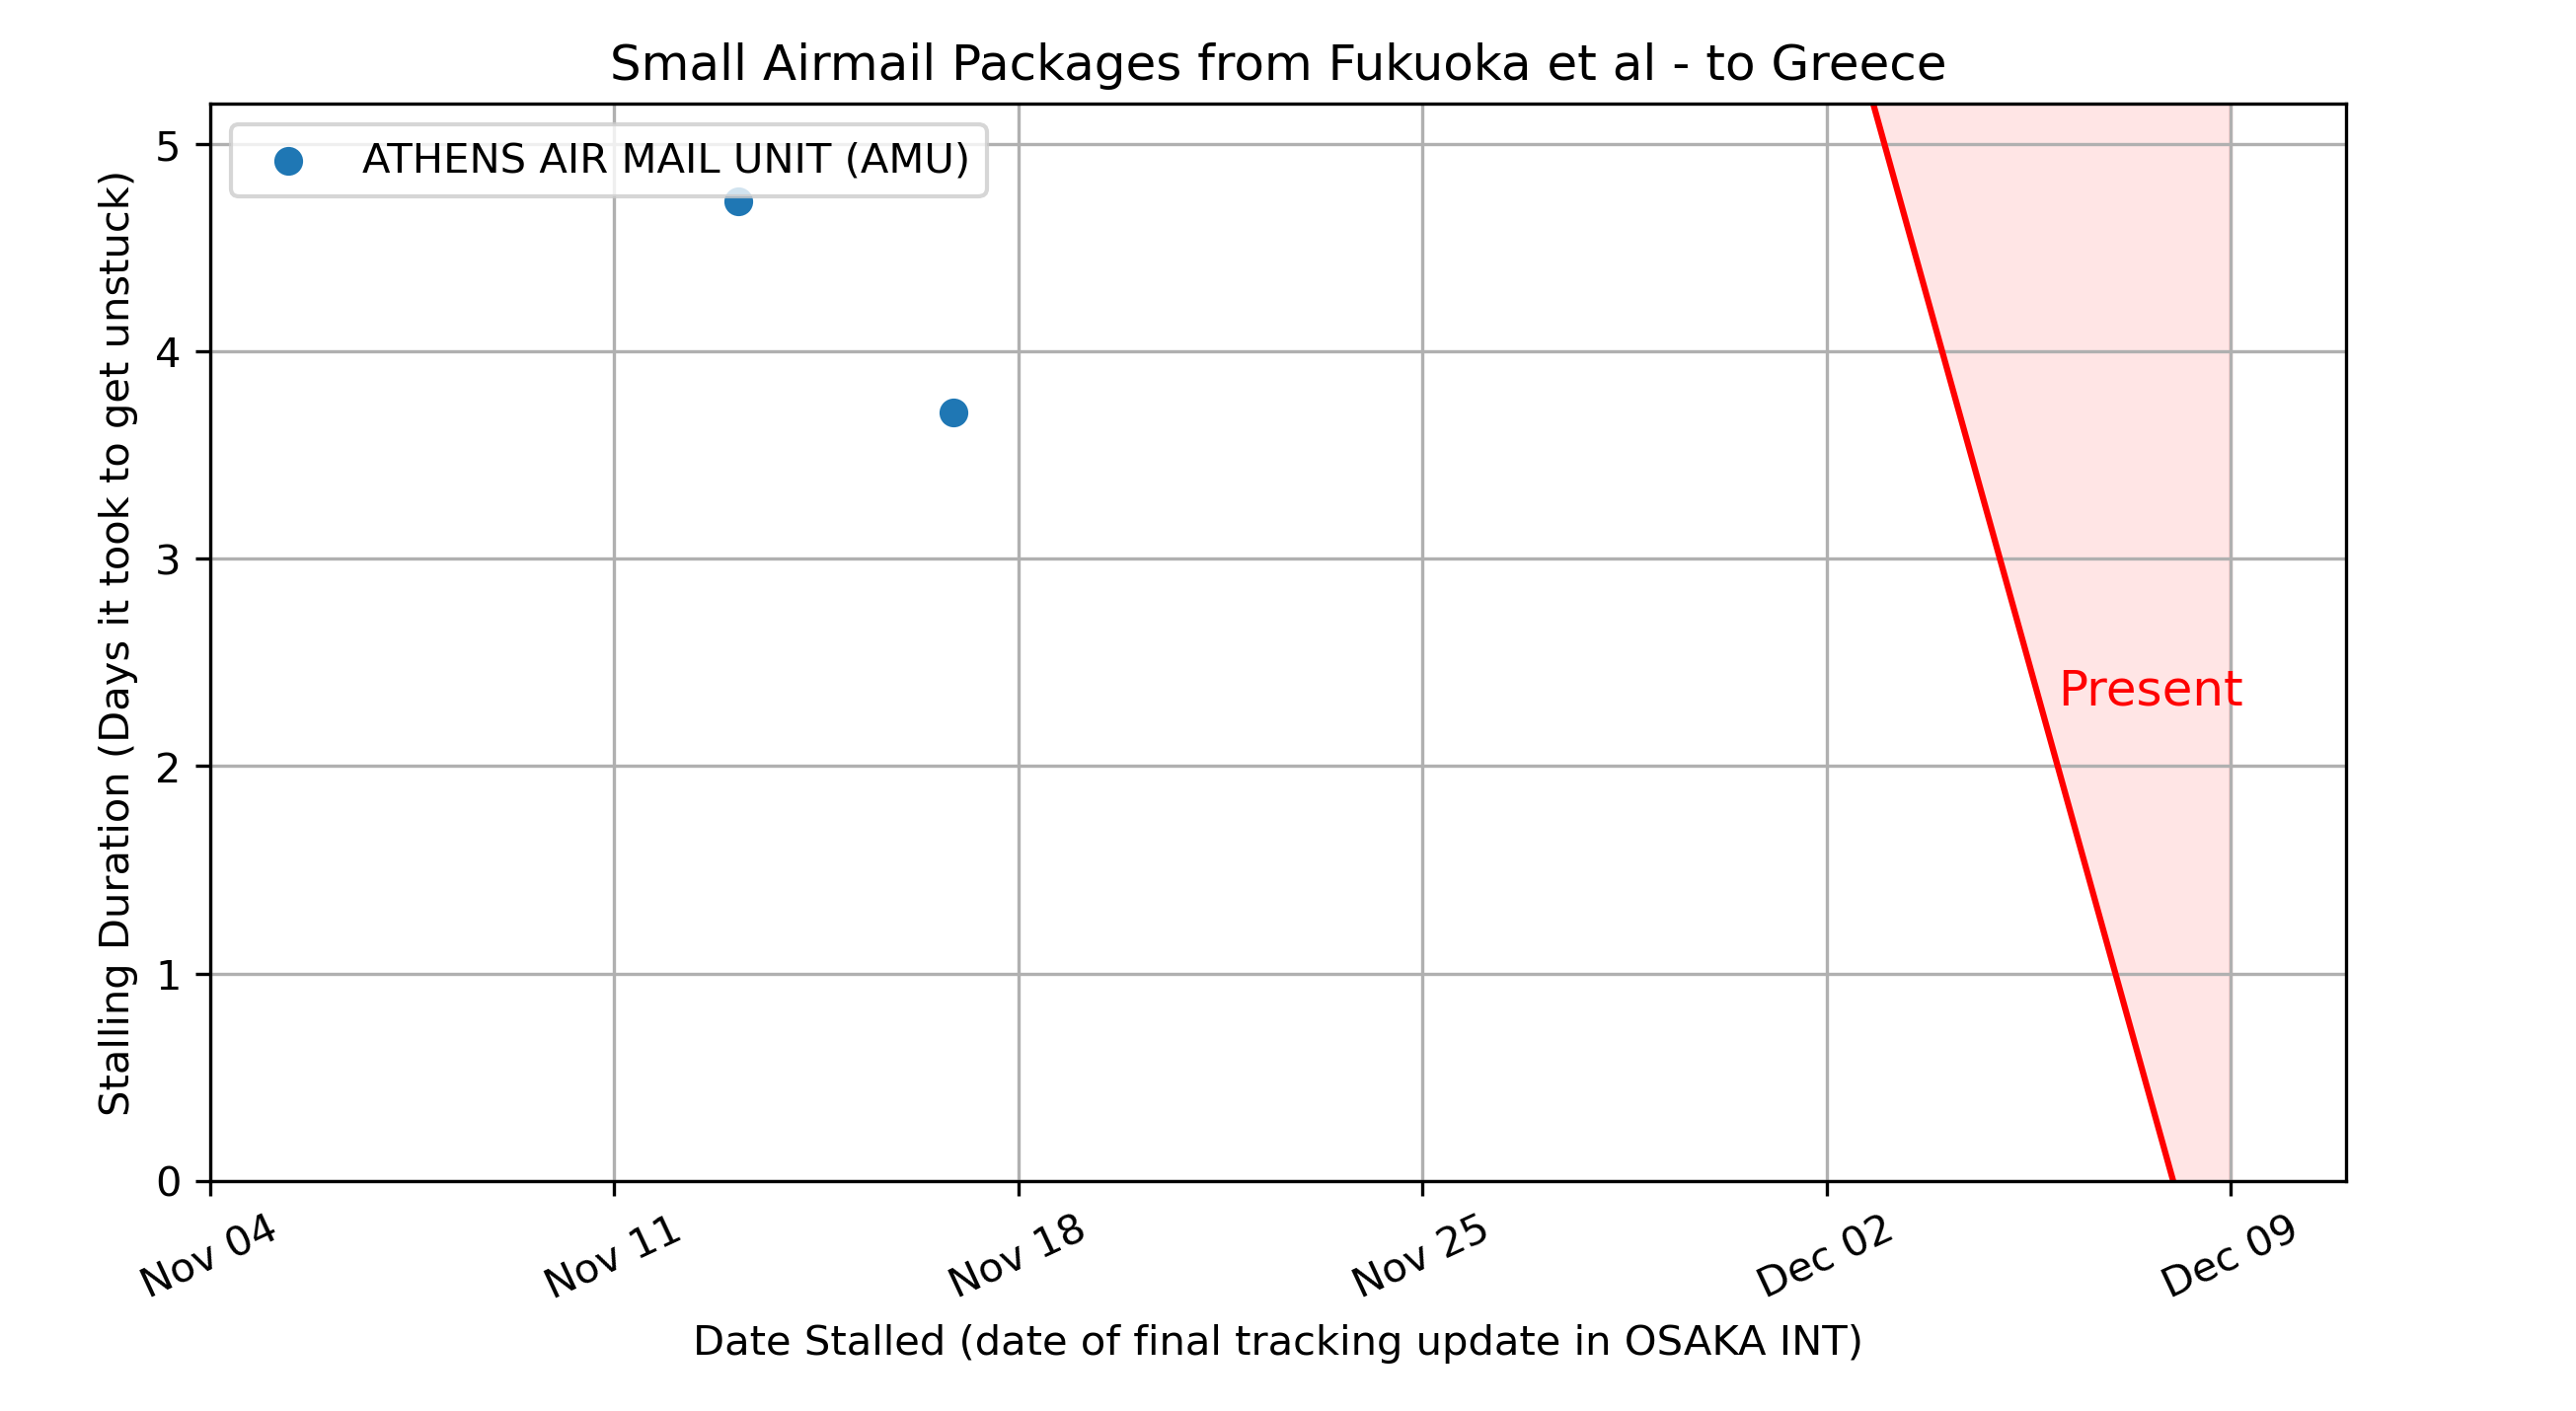 Small Airmail Packages from Fukuoka et al - to Greece
ATHENS AIR MAIL UNIT (AMU)
Stalling Duration (Days it took to get unstuck)
5
4
3
2
1
0
Present
Nov 04
Nov 11
Nov 18
Nov 25
Dec 02
Dec 09
Date Stalled (date of final tracking update in OSAKA INT)